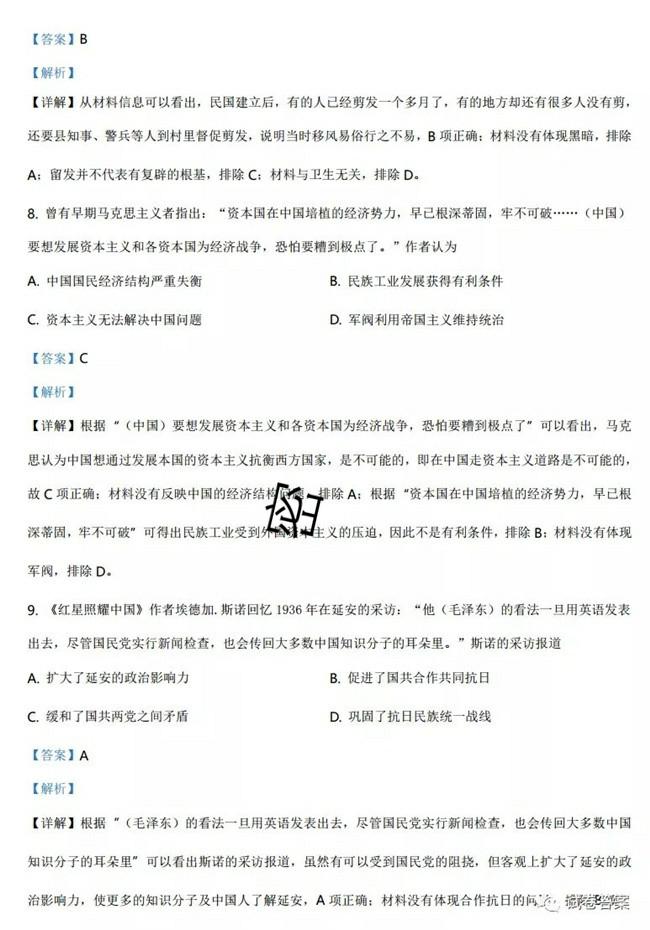 【答案】B
【解析】
【详解】从材料信息可以看出，民国建立后，有的人已经剪发一个多月了，有的地方却还有很多人没有剪，
还要县知事、警兵等人到村里督促剪发，说明当时移风易俗行之不易，B 项正确；材料没有体现黑暗，排除
A；留发并不代表有复辟的根基，排除 C；材料与卫生无关，排除 D。
8. 曾有早期马克思主义者指出：“资本国在中国培植的经济势力，早已根深蒂固，牢不可破……（中国）
要想发展资本主义和各资本国为经济战争，恐怕要糟到极点了。”作者认为
A. 中国国民经济结构严重失衡 B. 民族工业发展获得有利条件
C. 资本主义无法解决中国问题 D. 军阀利用帝国主义维持统治
【答案】C
【解析】
【详解】根据“（中国）要想发展资本主义和各资本国为经济战争，恐怕要糟到极点了”可以看出，马克
思认为中国想通过发展本国的资本主义抗衡西方国家，是不可能的，即在中国走资本主义道路是不可能的，
故 C 项正确；材料没有反映中国的经济结构问题，排除 A；根据“资本国在中国培植的经济势力，早已根
深蒂固，牢不可破”可得出民族工业受到外国资本主义的压迫，因此不是有利条件，排除 B；材料没有体现
军阀，排除 D。
9. 《红星照耀中国》作者埃德加.斯诺回忆 1936 年在延安的采访：“他（毛泽东）的看法一旦用英语发表
出去，尽管国民党实行新闻检查，也会传回大多数中国知识分子的耳朵里。”斯诺的采访报道
A. 扩大了延安的政治影响力 B. 促进了国共合作共同抗日
C. 缓和了国共两党之间矛盾 D. 巩固了抗日民族统一战线
【答案】A
【解析】
【详解】根据“（毛泽东）的看法一旦用英语发表出去，尽管国民党实行新闻检查，也会传回大多数中国
知识分子的耳朵里”可以看出斯诺的采访报道，虽然有可以受到国民党的阻挠，但客观上扩大了延安的政
治影响力，使更多的知识分子及中国人了解延安，A 项正确；材料没有体现合作抗日的问
试卷答案
密